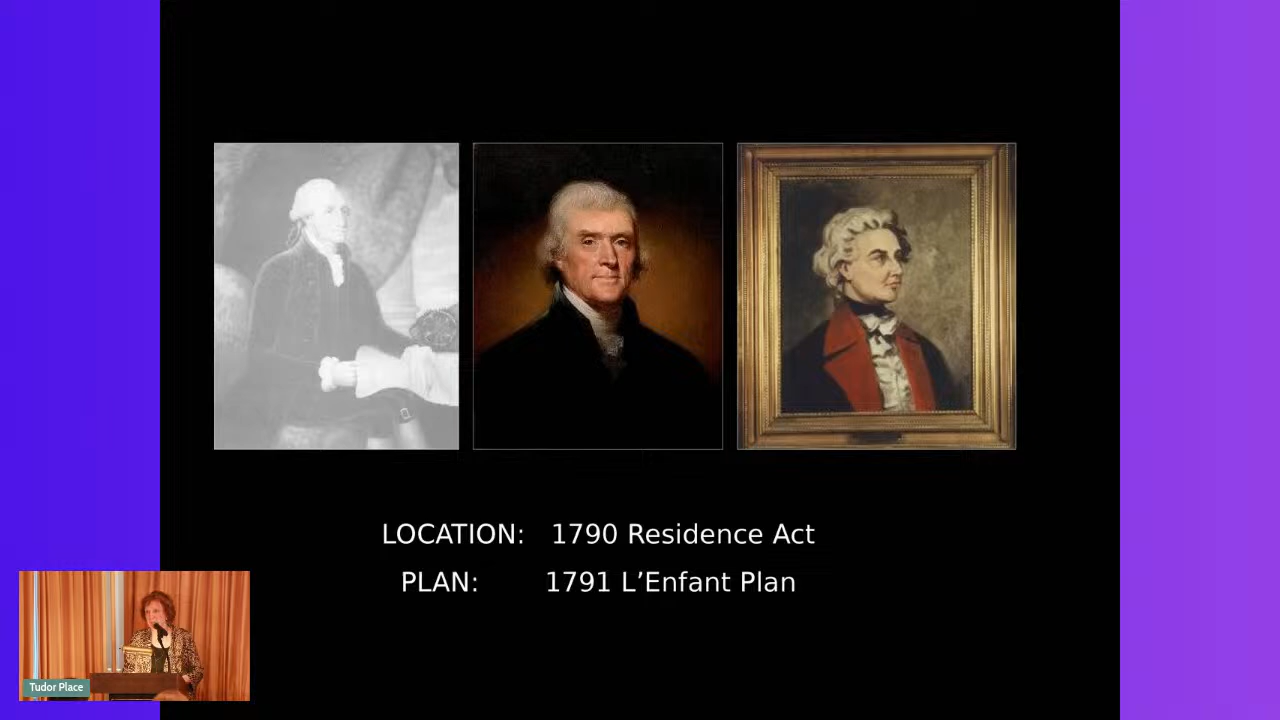 LOCATION: 1790 Residence Act
PLAN: 1791 L’Enfant Plan
Tudor Place